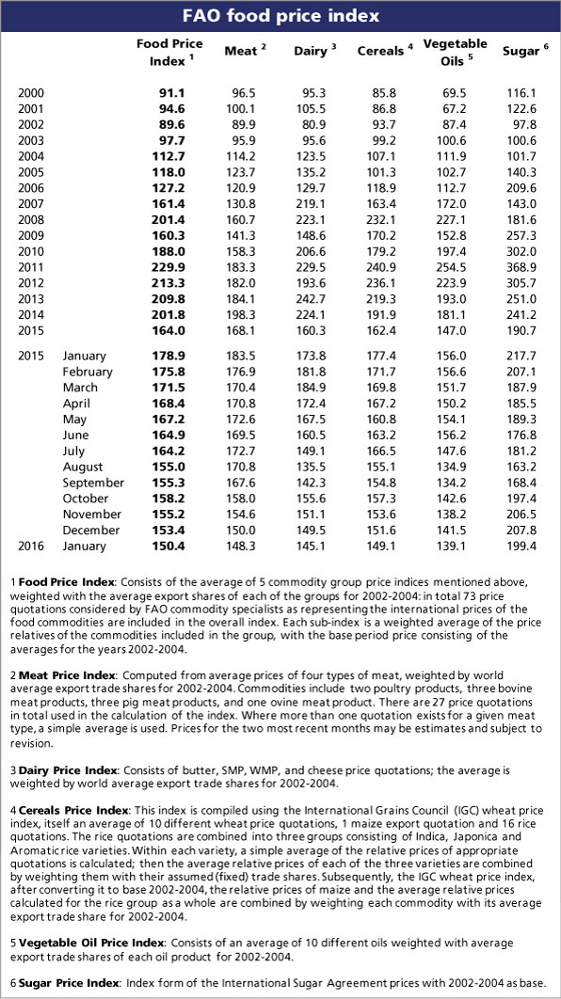 FAO food price index
Food Price Index 1 Meat 2 Dairy 3 Cereals 4 Vegetable Oils 5 Sugar 6
2000 91.1 96.5 95.3 85.8 69.5 116.1
2001 94.6 100.1 105.5 86.8 67.2 122.6
2002 89.6 89.9 80.9 93.7 87.4 97.8
2003 97.7 95.9 95.6 99.2 100.6 100.6
2004 112.7 114.2 123.5 107.1 111.9 101.7
2005 118.0 123.7 135.2 101.3 102.7 140.3
2006 127.2 120.9 129.7 118.9 112.7 209.6
2007 161.4 130.8 219.1 163.4 172.0 143.0
2008 201.4 160.7 223.1 232.1 227.1 181.6
2009 160.3 141.3 148.6 170.2 152.8 257.3
2010 188.0 158.3 206.6 179.2 197.4 302.0
2011 229.9 183.3 229.5 240.9 254.5 368.9
2012 213.3 182.0 193.6 236.1 223.9 305.7
2013 209.8 184.1 242.7 219.3 193.0 251.0
2014 201.8 198.3 224.1 191.9 181.1 241.2
2015 164.0 168.1 160.3 162.4 147.0 190.7
2015 January 178.9 183.5 173.8 177.4 156.0 217.7
February 175.8 176.9 181.8 171.7 156.6 207.1
March 171.5 170.4 184.9 169.8 151.7 187.9
April 168.4 170.8 172.4 167.2 150.2 185.5
May 167.2 172.6 167.5 160.8 154.1 189.3
June 164.9 169.5 160.5 163.2 156.2 176.8
July 164.2 172.7 149.1 166.5 147.6 181.2
August 155.0 170.8 135.5 155.1 134.9 163.2
September 155.3 167.6 142.3 154.8 134.2 168.4
October 158.2 158.0 155.6 157.3 142.6 197.4
November 155.2 154.6 151.1 153.6 138.2 206.5
December 153.4 150.0 149.5 151.6 141.5 207.8
2016 January 150.4 148.3 145.1 149.1 139.1 199.4
1 Food Price Index: Consists of the average of 5 commodity group price indices mentioned above,
weighted with the average export shares of each of the groups for 2002-2004: in total 73 price
quotations considered by FAO commodity specialists as representing the international prices of the
food commodities are included in the overall index. Each sub-index is a weighted average of the price
relatives of the commodities included in the group, with the base period price consisting of the
averages for the years 2002-2004.
2 Meat Price Index: Computed from average prices of four types of meat, weighted by world
average export trade shares for 2002-2004. Commodities include two poultry products, three bovine
meat products, three pig meat products, and one ovine meat product. There are 27 price quotations
in total used in the calculation of the index. Where more than one quotation exists for a given meat
type, a simple average is used. Prices for the two most recent months may be estimates and subject to
revision.
3 Dairy Price Index: Consists of butter, SMP, WMP, and cheese price quotations; the average is
weighted by world average export trade shares for 2002-2004.
4 Cereals Price Index: This index is compiled using the International Grains Council (IGC) wheat price
index, itself an average of 10 different wheat price quotations, 1 maize export quotation and 16 rice
quotations. The rice quotations are combined into three groups consisting of Indica, Japonica and
Aromatic rice varieties. Within each variety, a simple average of the relative prices of appropriate
quotations is calculated; then the average relative prices of each of the three varieties are combined
by weighting them with their assumed (fixed) trade shares. Subsequently, the IGC wheat price index,
after converting it to base 2002-2004, the relative prices of maize and the average relative prices
calculated for the rice group as a whole are combined by weighting each commodity with its average
export trade share for 2002-2004.
5 Vegetable Oil Price Index: Consists of an average of 10 different oils weighted with average
export trade shares of each oil product for 2002-2004.
6 Sugar Price Index: Index form of the International Sugar Agreement prices with 2002-2004 as base.